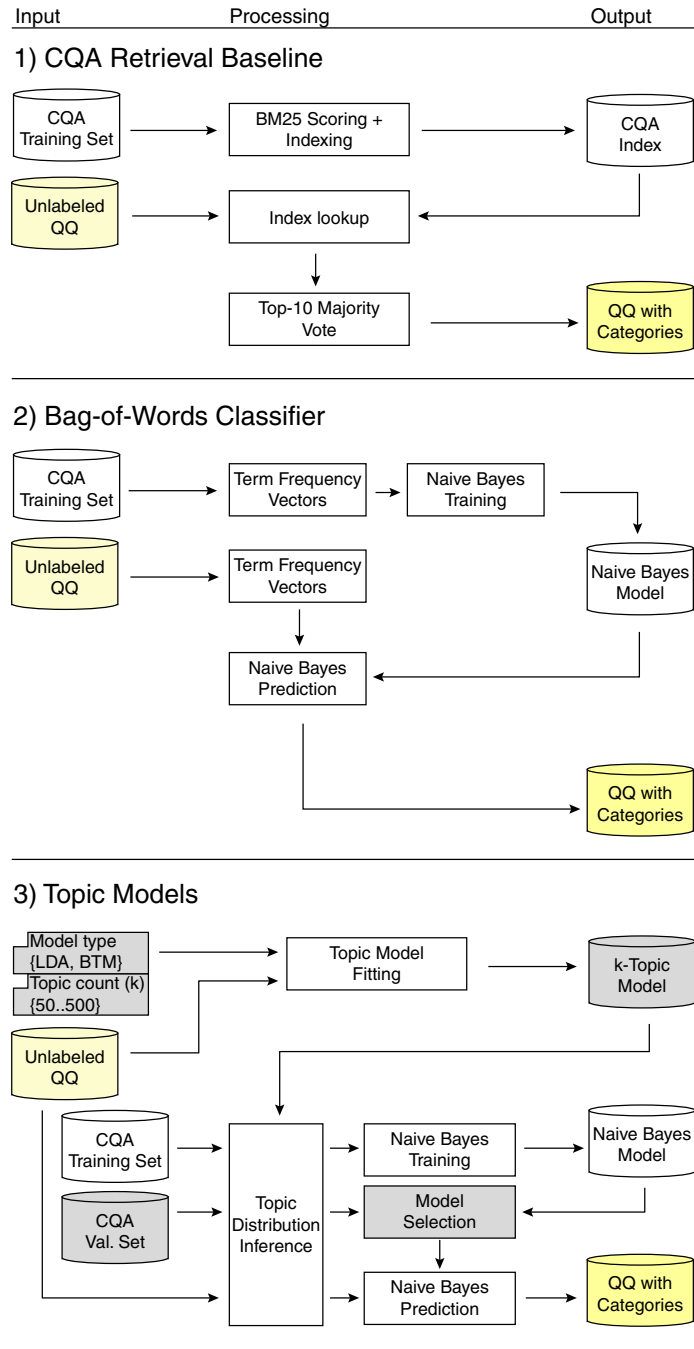 Input Processing Output
1) CQA Retrieval Baseline
CQA
Training Set
BM25 Scoring +
Indexing
CQA
Index
Unlabeled
QQ
Index lookup
Top-10 Majority
Vote
QQ with
Categories
2) Bag-of-Words Classifier
CQA
Training Set
Term Frequency
Vectors
Naive Bayes
Training
Unlabeled
QQ
Term Frequency
Vectors
Naive Bayes
Model
Naive Bayes
Prediction
QQ with
Categories
3) Topic Models
Model type
{LDA, BTM}
Topic count (k)
{50..500}
Topic Model
Fitting
k-Topic
Model
Unlabeled
QQ
CQA
Training Set
Topic
Distribution
Inference
Naive Bayes
Training
Naive Bayes
Model
CQA
Val. Set
Model
Selection
Naive Bayes
Prediction
QQ with
Categories